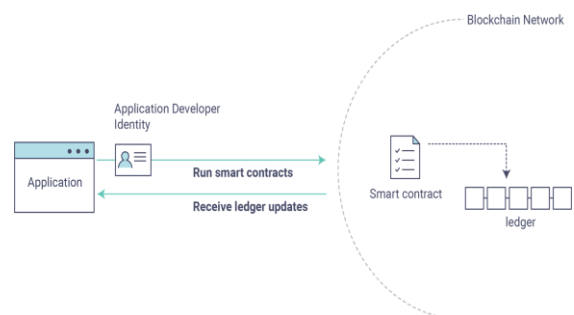 Blockchain Network
Application Developer
Identity
Application
Run smart contracts
Receive ledger updates
Smart contract
ledger